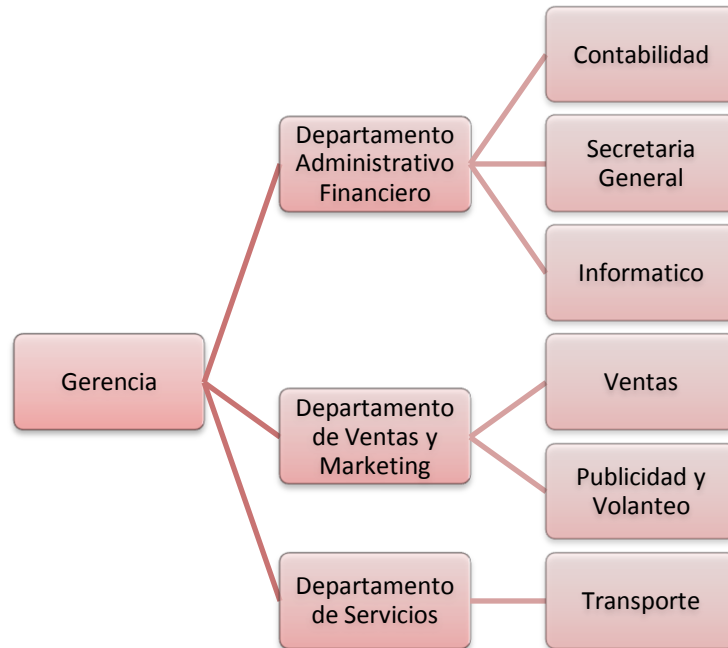 Gerencia
Departamento
Administrativo
Financiero
Contabilidad
Secretaria
General
Informatico
Departamento
de Ventas y
Marketing
Ventas
Publicidad y
Volanteo
Departamento
de Servicios
Transporte